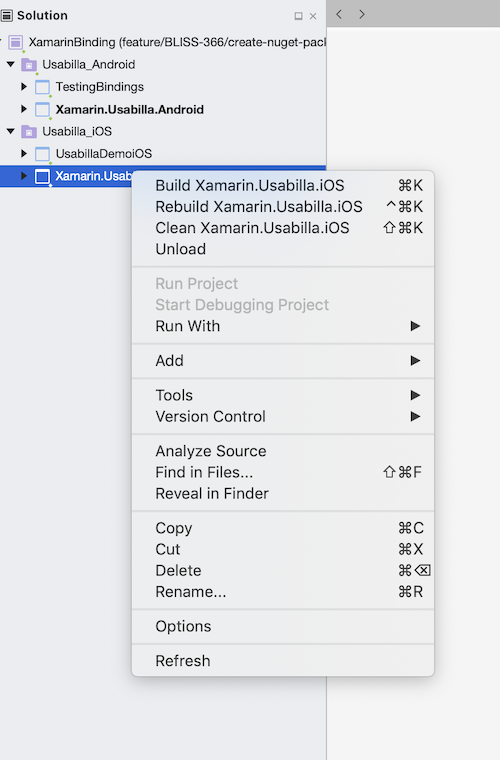 Solution
XamarinBinding (feature/BLISS-366/create-nuget-pack
Usabilla_Android
TestingBindings
Xamarin.Usabilla.Android
Usabilla_iOS
UsabillaDemoiOS
Xamarin.Usab
Build Xamarin.Usabilla.iOS ⌘K
Rebuild Xamarin.Usabilla.iOS ^⌘K
Clean Xamarin.Usabilla.iOS ⇧⌘K
Unload
Run Project
Start Debugging Project
Run With
Add
Tools
Version Control
Analyze Source
Find in Files... ⇧⌘F
Reveal in Finder
Copy ⌘C
Cut ⌘X
Delete ⌘⌫
Rename... ⌘R
Options
Refresh